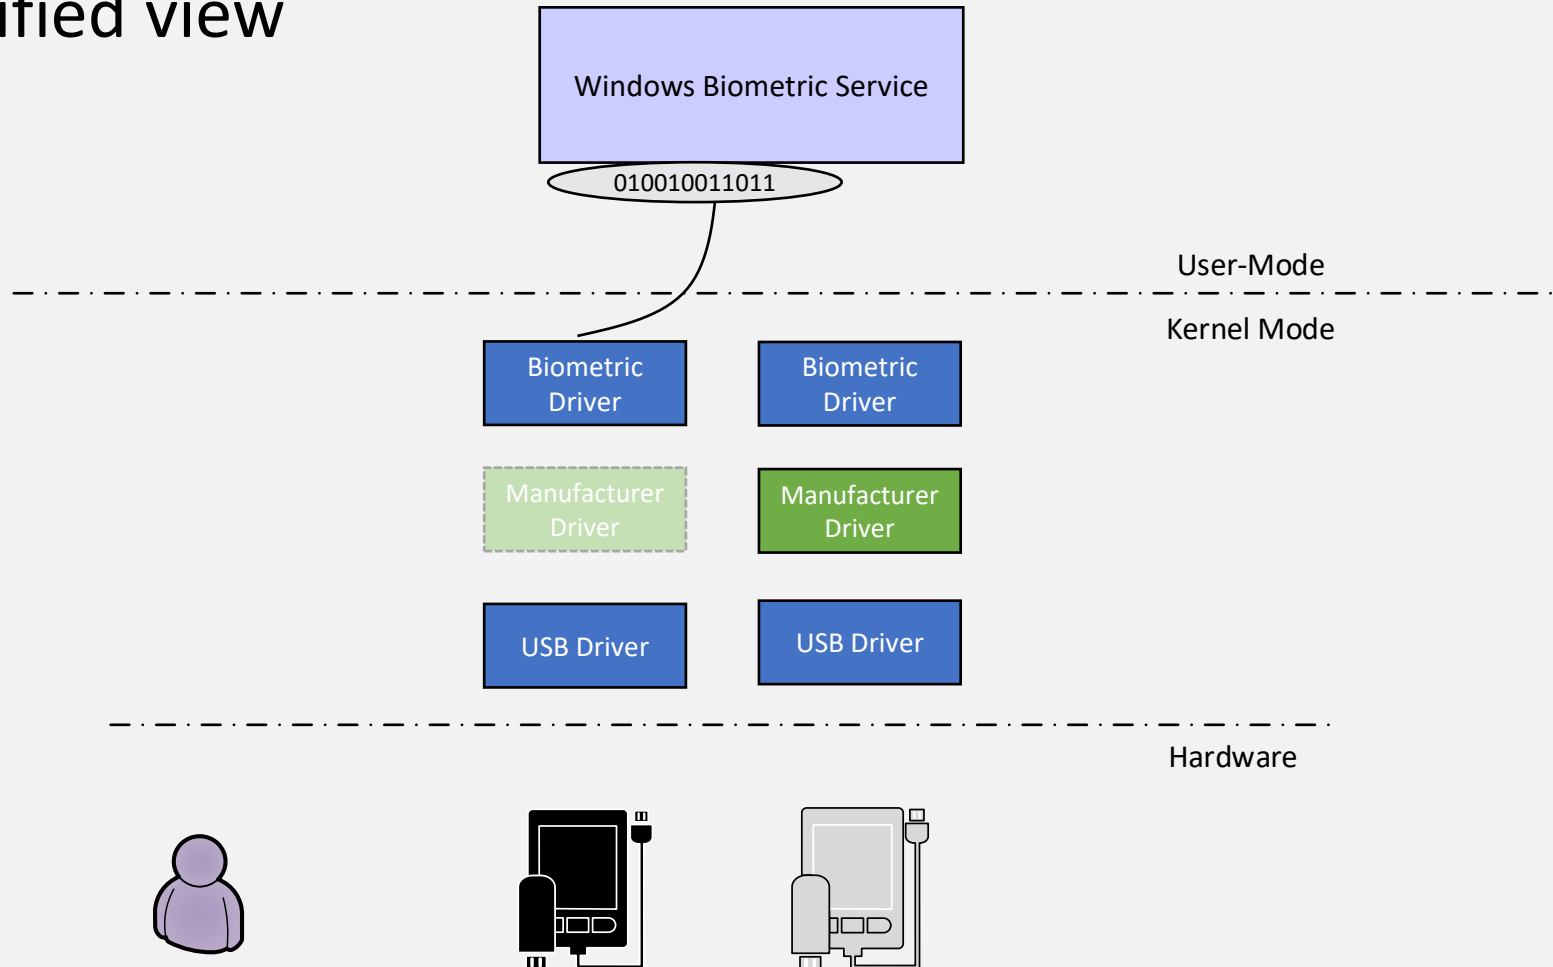 ified view
Windows Biometric Service
010010011011
User-Mode
Kernel Mode
Biometric
Driver
Biometric
Driver
Manufacturer
Driver
Manufacturer
Driver
USB Driver
USB Driver
Hardware